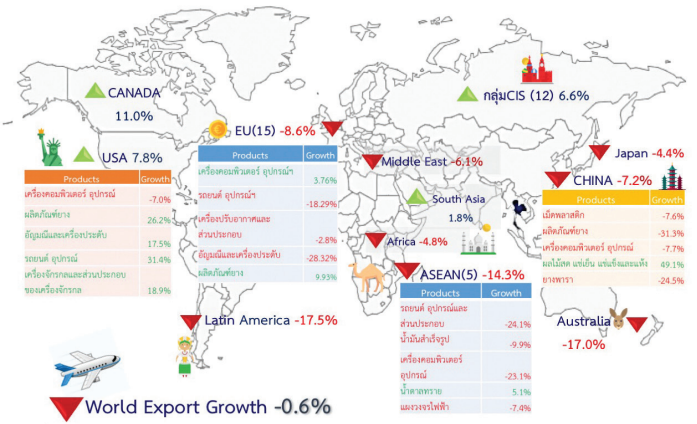 CANADA
11.0%
กลุ่มCIS (12) 6.6%
EU(15) -8.6%
USA 7.8%
Japan -4.4%
Middle East -6.1%
CHINA -7.2%
South Asia
1.8%
Africa -4.8%
ASEAN(5) -14.3%
Latin America -17.5%
Australia
-17.0%
World Export Growth -0.6%
Products Growth
เครื่องคอมพิวเตอร์ อุปกรณ์ -7.0%
ผลิตภัณฑ์ยาง 26.2%
อัญมณีและเครื่องประดับ 17.5%
รถยนต์ อุปกรณ์ 31.4%
เครื่องจักรกลและส่วนประกอบ
ของเครื่องจักรกล 18.9%
Products Growth
เครื่องคอมพิวเตอร์ อุปกรณ์ฯ 3.76%
รถยนต์ อุปกรณ์ฯ -18.29%
เครื่องปรับอากาศและ
ส่วนประกอบ -2.8%
อัญมณีและเครื่องประดับ -28.32%
ผลิตภัณฑ์ยาง 9.93%
Products Growth
เม็ดพลาสติก -7.6%
ผลิตภัณฑ์ยาง -31.3%
เครื่องคอมพิวเตอร์ อุปกรณ์ -7.7%
ผลไม้สด แช่เย็น แช่แข็งและแห้ง 49.1%
ยางพารา -24.5%
Products Growth
รถยนต์ อุปกรณ์และ
ส่วนประกอบ -24.1%
น้ำมันสำเร็จรูป -9.9%
เครื่องคอมพิวเตอร์
อุปกรณ์ -23.1%
น้ำตาลทราย 5.1%
แผงวงจรไฟฟ้า -7.4%